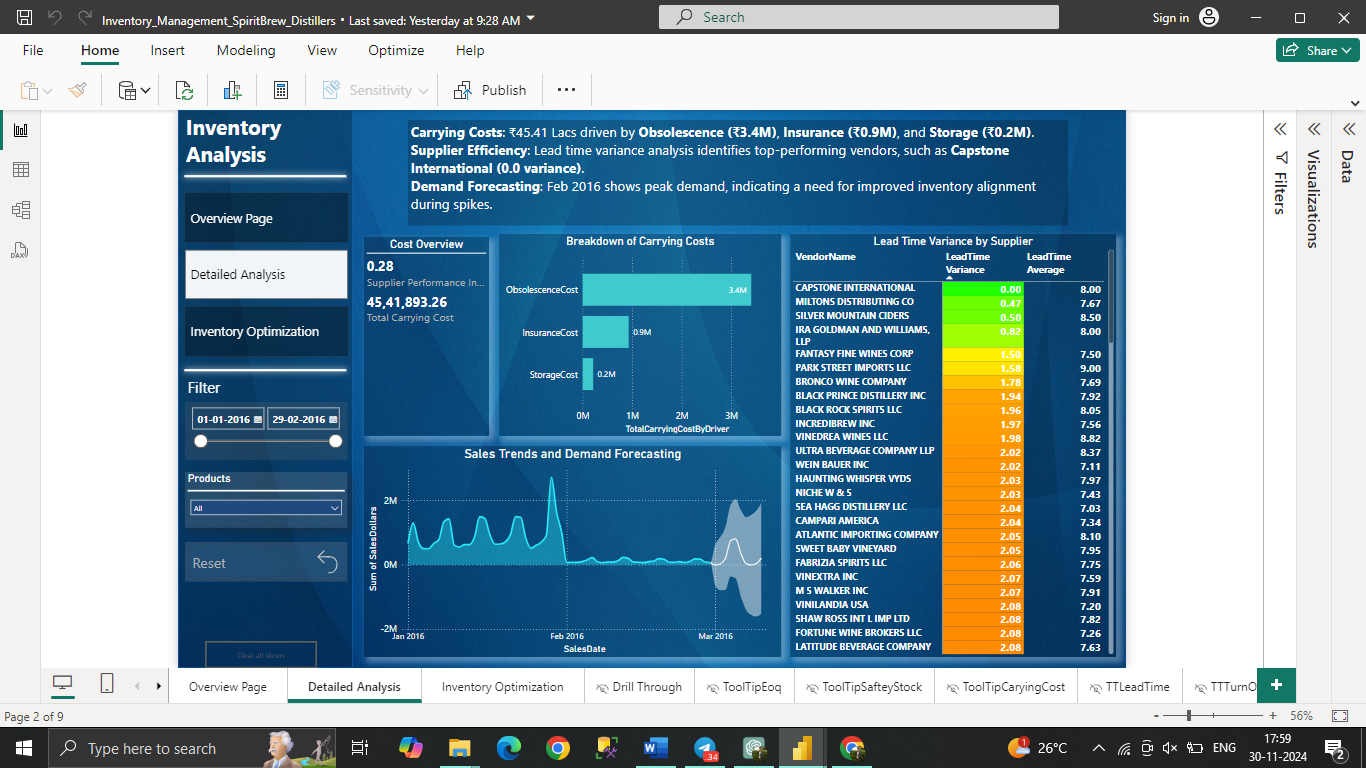 Inventory_Management_SpiritBrew_Distillers • Last saved: Yesterday at 9:28 AM
Search
Sign in
File Home Insert Modeling View Optimize Help
Share
Sensitivity
Publish
Inventory
Analysis
Overview Page
Detailed Analysis
Inventory Optimization
Filter
01-01-2016 29-02-2016
Products
All
Reset
Clear all slicers
Carrying Costs: ₹45.41 Lacs driven by Obsolescence (₹3.4M), Insurance (₹0.9M), and Storage (₹0.2M).
Supplier Efficiency: Lead time variance analysis identifies top-performing vendors, such as Capstone
International (0.0 variance).
Demand Forecasting: Feb 2016 shows peak demand, indicating a need for improved inventory alignment
during spikes.
Cost Overview
0.28
Supplier Performance In...
45,41,893.26
Total Carrying Cost
Breakdown of Carrying Costs
ObsolescenceCost 3.4M
InsuranceCost 0.9M
StorageCost 0.2M
0M 1M 2M 3M
TotalCarryingCostByDriver
Sales Trends and Demand Forecasting
Sum of SalesDollars
2M
0M
-2M
Jan 2016 Feb 2016 Mar 2016
SalesDate
Lead Time Variance by Supplier
VendorName LeadTime LeadTime
Variance Average
CAPSTONE INTERNATIONAL 0.00 8.00
MILTONS DISTRIBUTING CO 0.47 7.67
SILVER MOUNTAIN CIDERS 0.50 8.50
IRA GOLDMAN AND WILLIAMS, 0.82 8.00
LLP
FANTASY FINE WINES CORP 1.50 7.50
PARK STREET IMPORTS LLC 1.58 9.00
BRONCO WINE COMPANY 1.78 7.69
BLACK PRINCE DISTILLERY INC 1.94 7.92
BLACK ROCK SPIRITS LLC 1.96 8.05
INCREDIBREW INC 1.97 7.56
VINEDREA WINES LLC 1.98 8.82
ULTRA BEVERAGE COMPANY LLP 2.02 8.37
WEIN BAUER INC 2.02 7.11
HAUNTING WHISPER VYDS 2.03 7.97
NICHE W & S 2.03 7.43
SEA HAGG DISTILLERY LLC 2.04 7.03
CAMPARI AMERICA 2.04 7.34
ATLANTIC IMPORTING COMPANY 2.05 8.10
SWEET BABY VINEYARD 2.05 7.95
FABRIZIA SPIRITS LLC 2.06 7.75
VINEXTRA INC 2.07 7.59
M S WALKER INC 2.07 7.91
VINILANDIA USA 2.08 7.20
SHAW ROSS INT L IMP LTD 2.08 7.82
FORTUNE WINE BROKERS LLC 2.08 7.26
LATITUDE BEVERAGE COMPANY 2.08 7.63
Filters
Visualizations
Data
DAX
Overview Page Detailed Analysis Inventory Optimization Drill Through ToolTipEoq ToolTipSafteyStock ToolTipCaryingCost TTLeadTime TTTurnO
Page 2 of 9
- + 56%
Type here to search
.34
1
26°C
ENG
17:59
30-11-2024
2